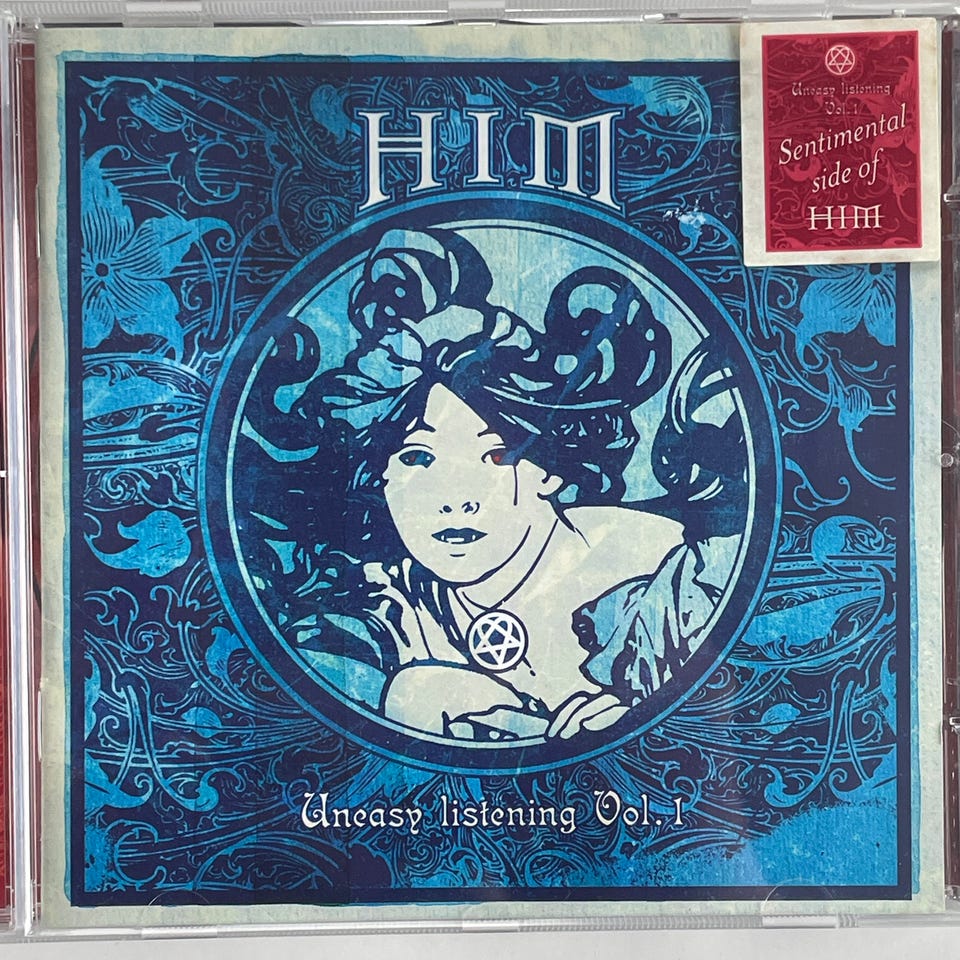 HIM
Uneasy listening
Vol. 1
Sentimental
side of
HIM
Uneasy listening Vol. 1